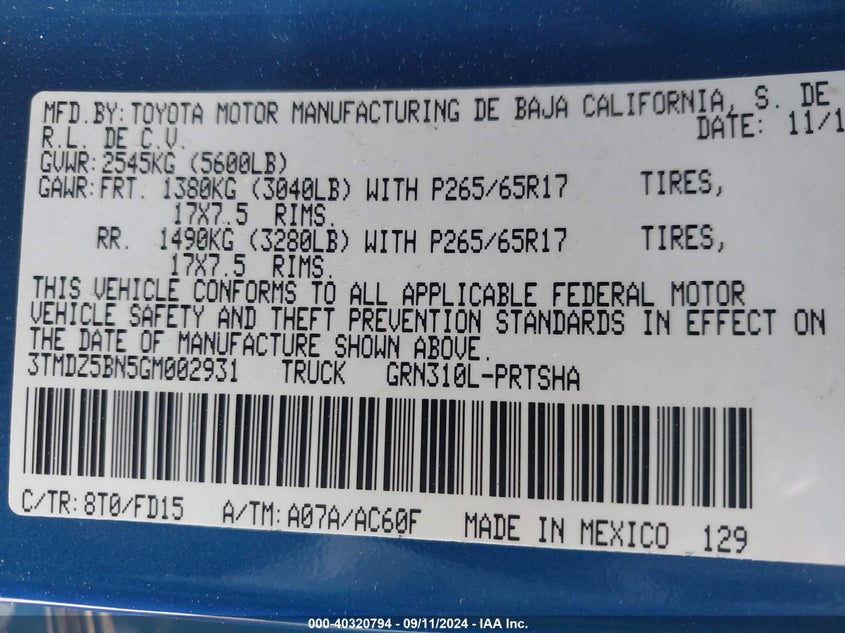 MFD.BY:TOYOTA MOTOR MANUFACTURING DE BAJA CALIFORNIA, S. DE
R.L. DE C.V. DATE: 11/1
GVWR:2545KG (5600LB)
GAWR:FRT. 1380KG (3040LB) WITH P265/65R17 TIRES,
17X7.5 RIMS.
RR. 1490KG (3280LB) WITH P265/65R17 TIRES,
17X7.5 RIMS.
THIS VEHICLE CONFORMS TO ALL APPLICABLE FEDERAL MOTOR
VEHICLE SAFETY AND THEFT PREVENTION STANDARDS IN EFFECT ON
THE DATE OF MANUFACTURE SHOWN ABOVE.
3TMDZ5BN5GM002931 TRUCK GRN310L-PRTSHA
C/TR:8T0/FD15 A/TM:A07A/AC60F MADE IN MEXICO 129
000-40320794 - 09/11/2024 - IAA Inc.